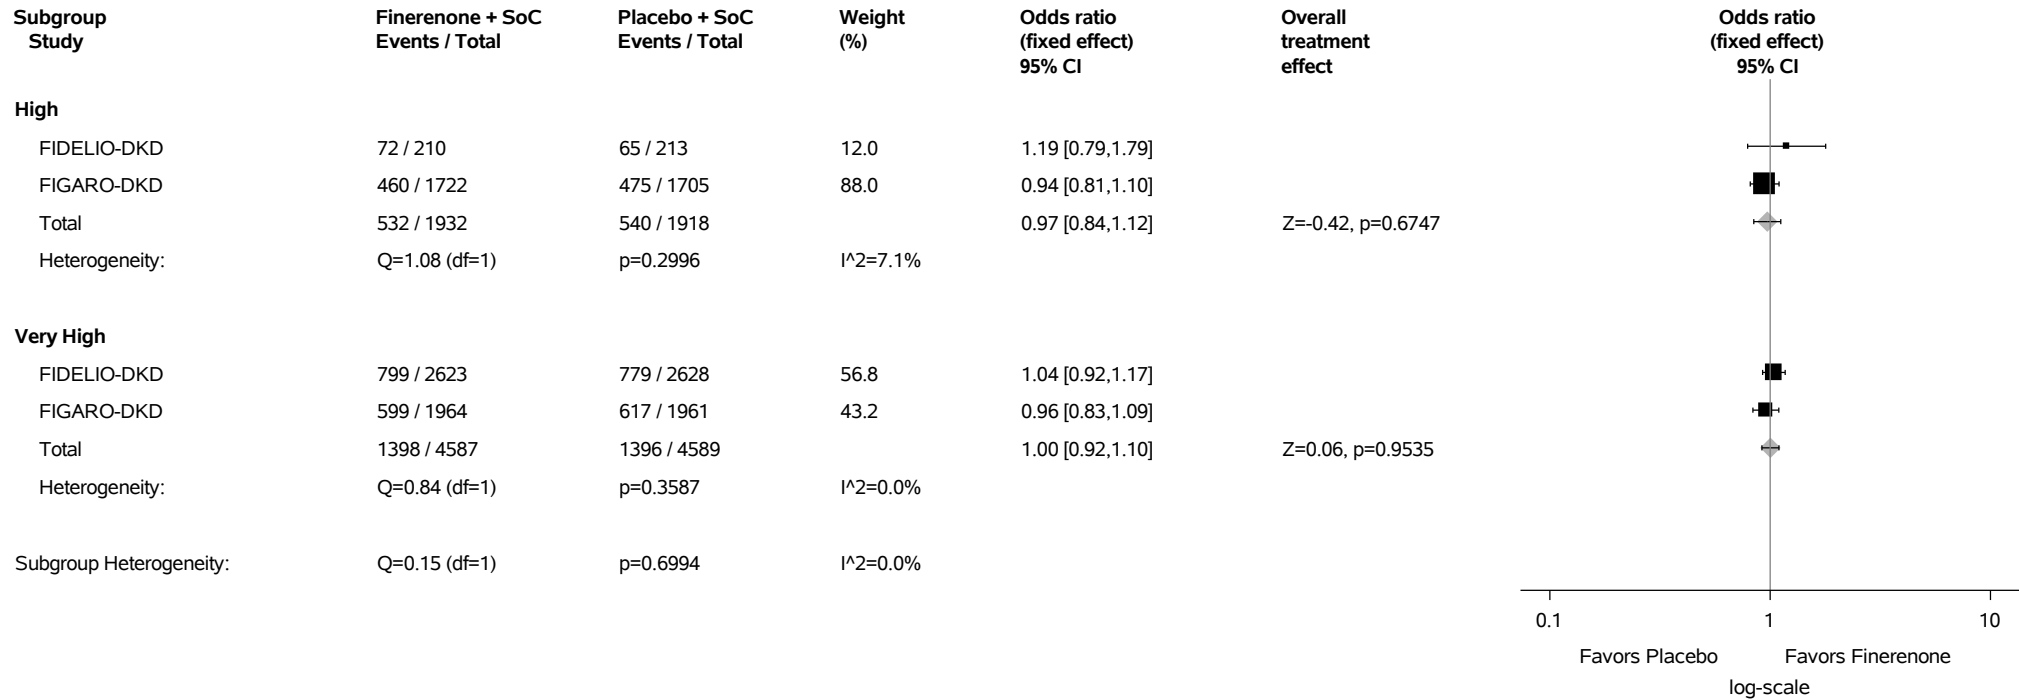 Subgroup Finerenone + SoC Placebo + SoC Weight Odds ratio Overall Odds ratio
Study Events / Total Events / Total (%) (fixed effect) treatment (fixed effect)
95% CI effect 95% CI
High
FIDELIO-DKD 72 / 210 65 / 213 12.0 1.19 [0.79,1.79]
FIGARO-DKD 460 / 1722 475 / 1705 88.0 0.94 [0.81,1.10]
Total 532 / 1932 540 / 1918 0.97 [0.84,1.12] Z=-0.42, p=0.6747
Heterogeneity: Q=1.08 (df=1) p=0.2996 I^2=7.1%
Very High
FIDELIO-DKD 799 / 2623 779 / 2628 56.8 1.04 [0.92,1.17]
FIGARO-DKD 599 / 1964 617 / 1961 43.2 0.96 [0.83,1.09]
Total 1398 / 4587 1396 / 4589 1.00 [0.92,1.10] Z=0.06, p=0.9535
Heterogeneity: Q=0.84 (df=1) p=0.3587 I^2=0.0%
Subgroup Heterogeneity: Q=0.15 (df=1) p=0.6994 I^2=0.0%
0.1 1 10
Favors Placebo Favors Finerenone
log-scale